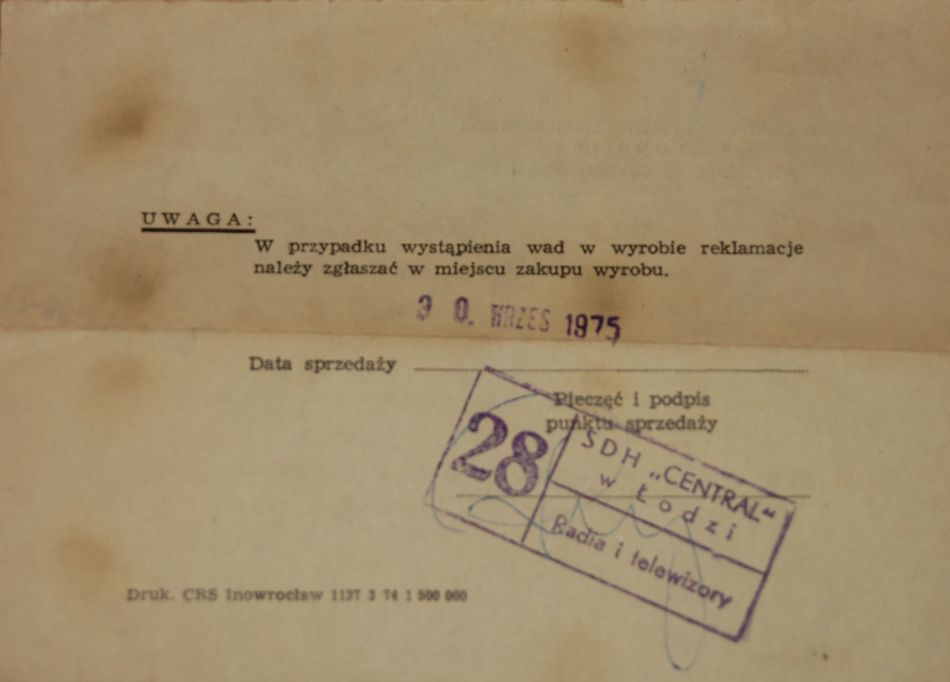 UWAGA:
W przypadku wystąpienia wad w wyrobie reklamacje
należy zgłaszać w miejscu zakupu wyrobu.
30. WRZES 1975
Data sprzedaży
Pieczęć i podpis
punktu sprzedaży
28
SDH „CENTRAL"
w Łodzi
Radia i telewizory
Druk. CRS Inowrocław 1137 3 74 1 500 000